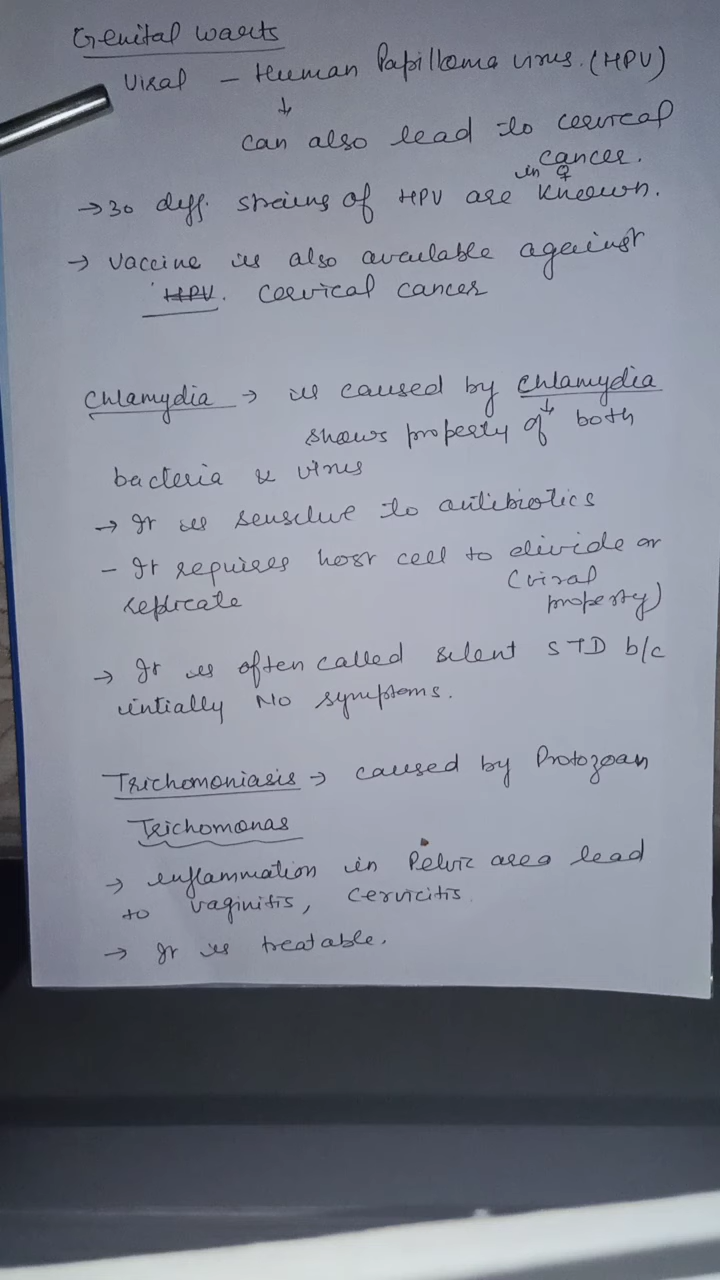 Genital warts
Viral – Human Papilloma virus. (HPV)
↓
can also lead to cervical
cancer.
in ♀
→ 30 diff. strains of HPV are known.
→ Vaccine is also available against
HPV. cervical cancer
Chlamydia → is caused by Chlamydia
↓
shows property of both
bacteria & virus
→ It is sensitive to antibiotics
– It requires host cell to divide or
replicate (viral property)
→ It is often called silent STD b/c
intially No symptoms.
Trichomoniasis → caused by Protozoan
Trichomonas
→ inflammation in Pelvic area lead
to vaginitis, cervicitis.
→ It is treatable.